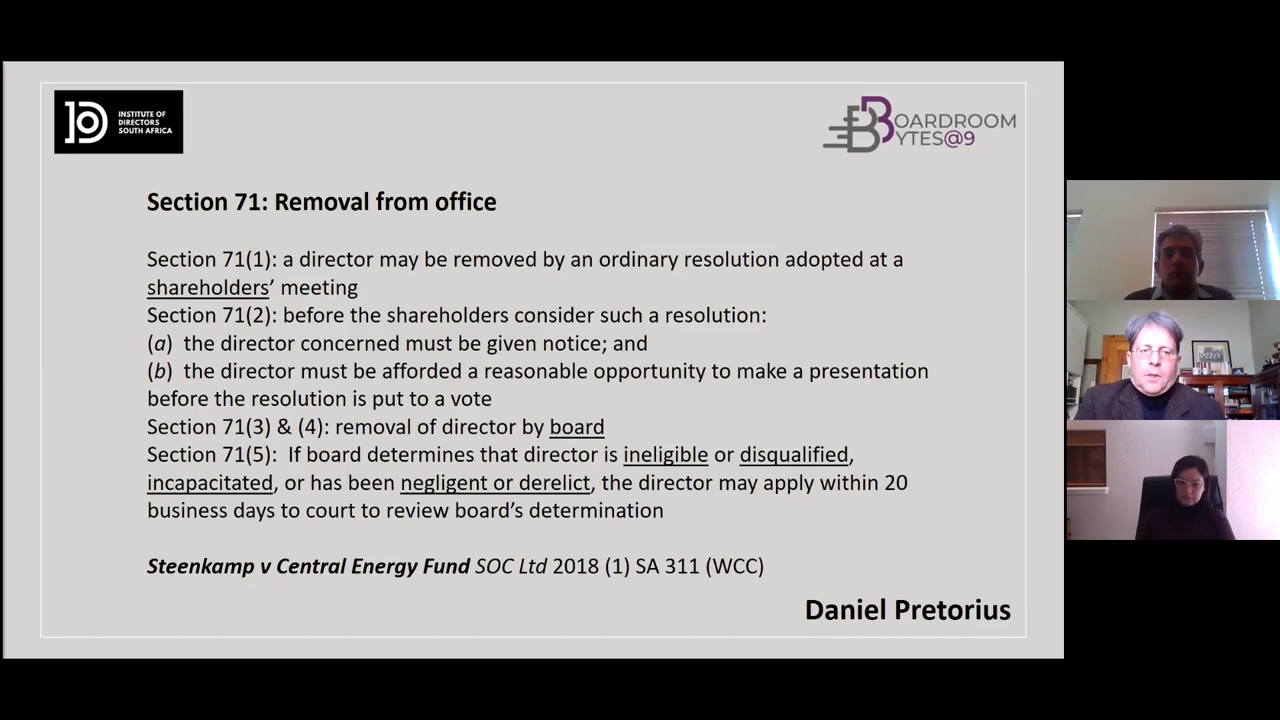 INSTITUTE OF
DIRECTORS
SOUTH AFRICA
BOARDROOM
BYTES@9
Section 71: Removal from office
Section 71(1): a director may be removed by an ordinary resolution adopted at a
shareholders’ meeting
Section 71(2): before the shareholders consider such a resolution:
(a) the director concerned must be given notice; and
(b) the director must be afforded a reasonable opportunity to make a presentation
before the resolution is put to a vote
Section 71(3) & (4): removal of director by board
Section 71(5): If board determines that director is ineligible or disqualified,
incapacitated, or has been negligent or derelict, the director may apply within 20
business days to court to review board’s determination
Steenkamp v Central Energy Fund SOC Ltd 2018 (1) SA 311 (WCC)
Daniel Pretorius